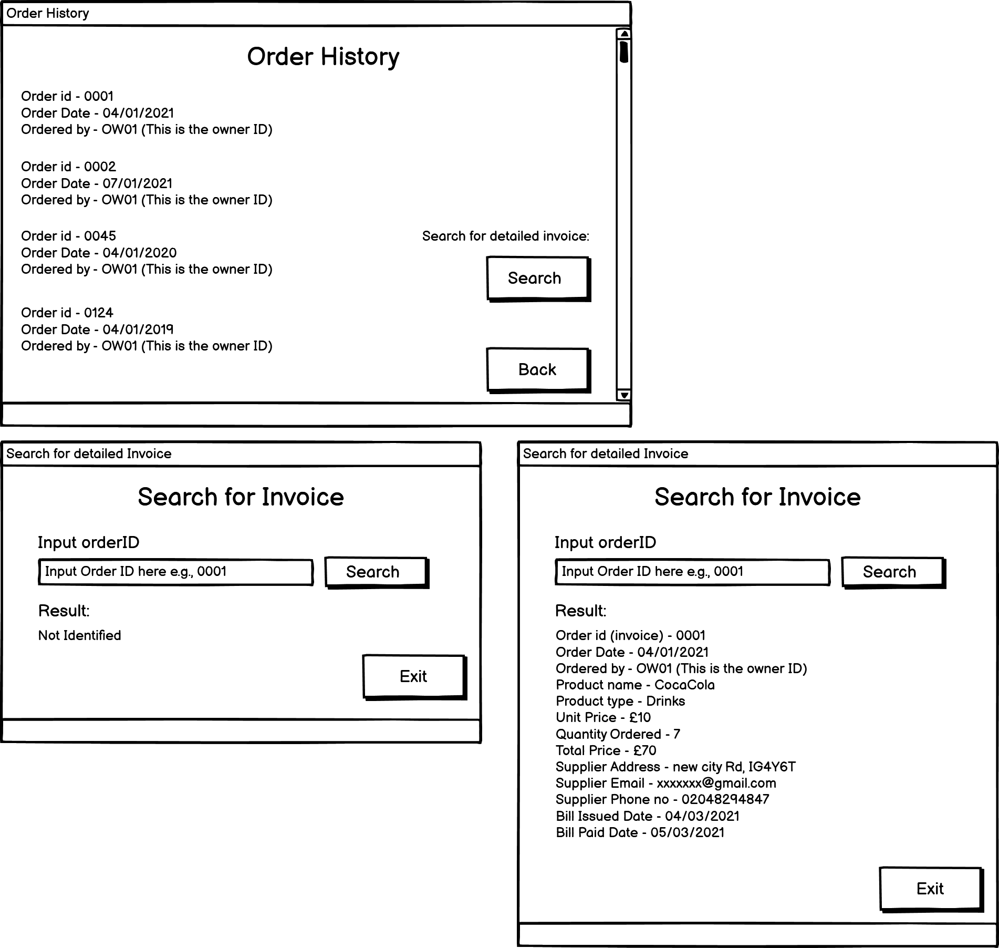 Order History
Order History
Order id - 0001
Order Date - 04/01/2021
Ordered by - OW01 (This is the owner ID)
Order id - 0002
Order Date - 07/01/2021
Ordered by - OW01 (This is the owner ID)
Order id - 0045
Order Date - 04/01/2020
Ordered by - OW01 (This is the owner ID)
Order id - 0124
Order Date - 04/01/2019
Ordered by - OW01 (This is the owner ID)
Search for detailed invoice:
Search
Back
Search for detailed Invoice
Search for Invoice
Input orderID
Input Order ID here e.g., 0001
Search
Result:
Not Identified
Exit
Search for detailed Invoice
Search for Invoice
Input orderID
Input Order ID here e.g., 0001
Search
Result:
Order id (invoice) - 0001
Order Date - 04/01/2021
Ordered by - OW01 (This is the owner ID)
Product name - CocaCola
Product type - Drinks
Unit Price - £10
Quantity Ordered - 7
Total Price - £70
Supplier Address - new city Rd, IG4Y6T
Supplier Email - xxxxxxx@gmail.com
Supplier Phone no - 02048294847
Bill Issued Date - 04/03/2021
Bill Paid Date - 05/03/2021
Exit